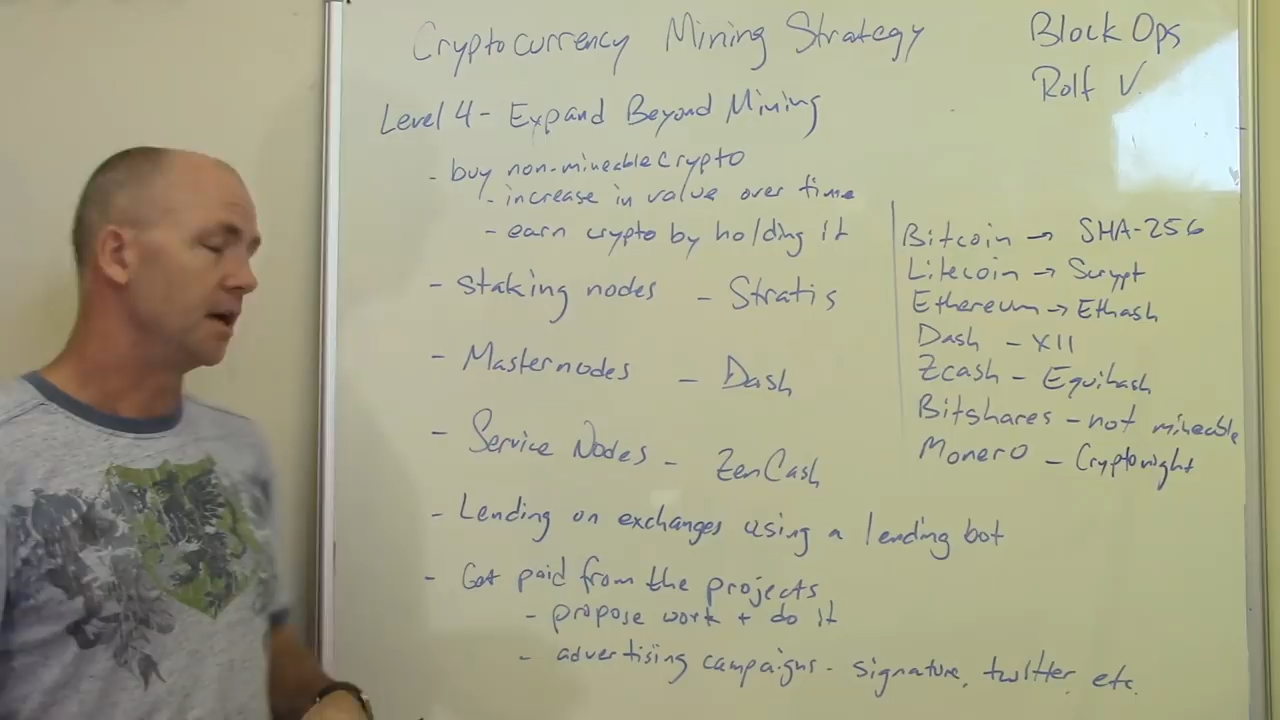 Cryptocurrency Mining Strategy
Block Ops
Rolf V.
Level 4 - Expand Beyond Mining
- buy non-mineable crypto
- increase in value over time
- earn crypto by holding it
- Staking nodes - Stratis
- Masternodes - Dash
- Service Nodes - ZenCash
- Lending on exchanges using a lending bot
- Get paid from the projects
- propose work + do it
- advertising campaigns - signature, twitter, etc.
Bitcoin → SHA-256
Litecoin → Scrypt
Ethereum → Ethash
Dash - X11
Zcash - Equihash
Bitshares - not mineable
Monero - Cryptonight